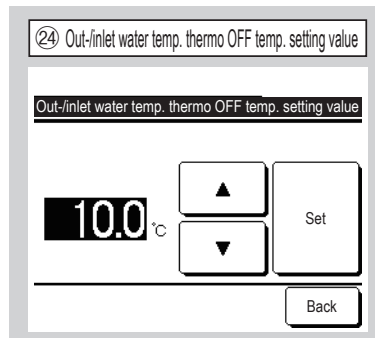 ㉔ Out-/inlet water temp. thermo OFF temp. setting value
Out-/inlet water temp. thermo OFF temp. setting value
▲
10.0 °C
Set
▼
Back